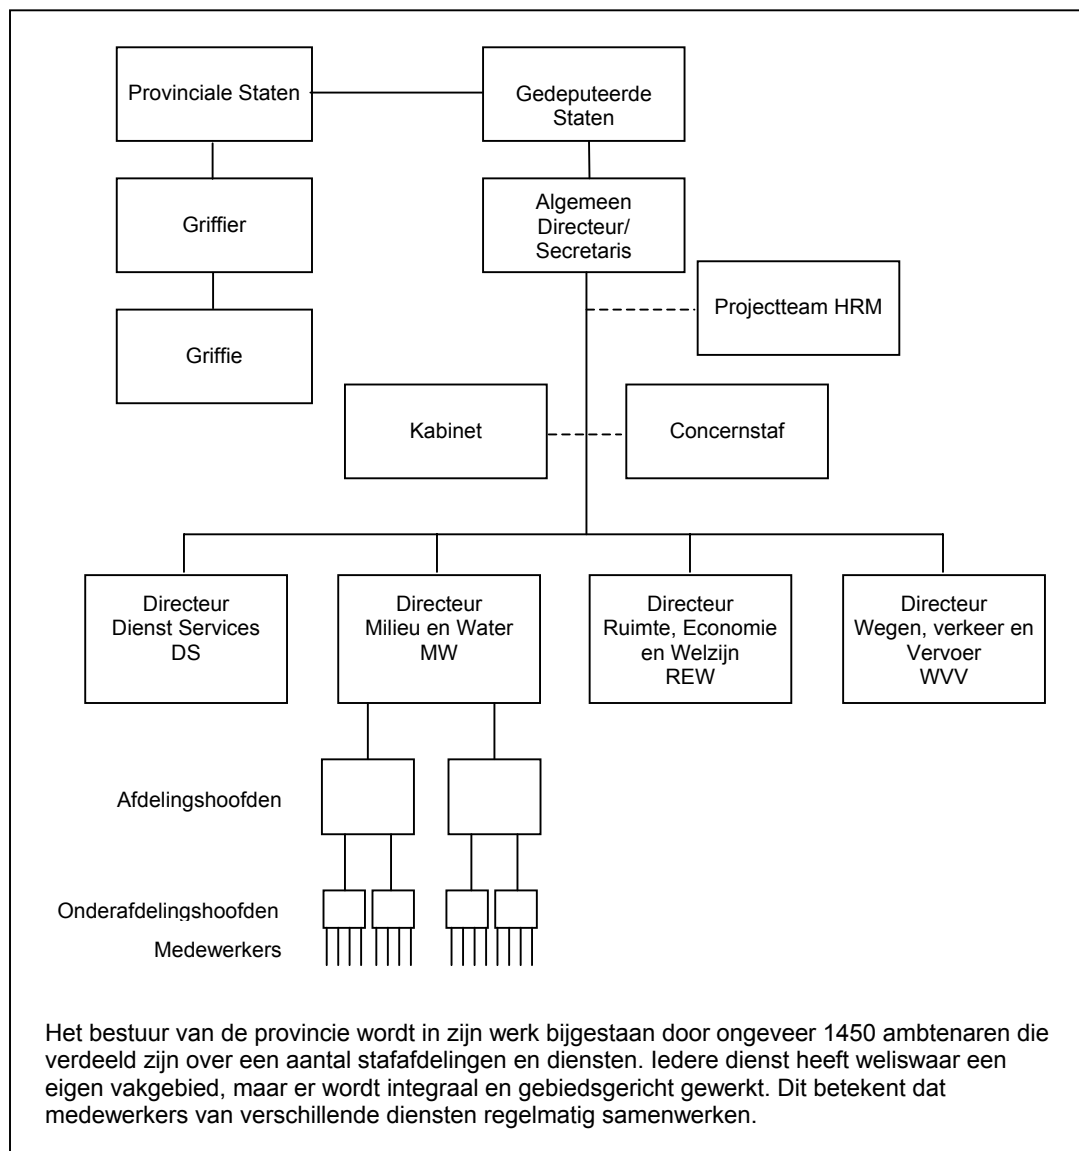 Provinciale Staten
Gedeputeerde
Staten
Griffier
Algemeen
Directeur/
Secretaris
Projectteam HRM
Griffie
Kabinet
Concernstaf
Directeur
Dienst Services
DS
Directeur
Milieu en Water
MW
Directeur
Ruimte, Economie
en Welzijn
REW
Directeur
Wegen, verkeer en
Vervoer
WVV
Afdelingshoofden
Onderafdelingshoofden
Medewerkers
Het bestuur van de provincie wordt in zijn werk bijgestaan door ongeveer 1450 ambtenaren die
verdeeld zijn over een aantal stafafdelingen en diensten. Iedere dienst heeft weliswaar een
eigen vakgebied, maar er wordt integraal en gebiedsgericht gewerkt. Dit betekent dat
medewerkers van verschillende diensten regelmatig samenwerken.